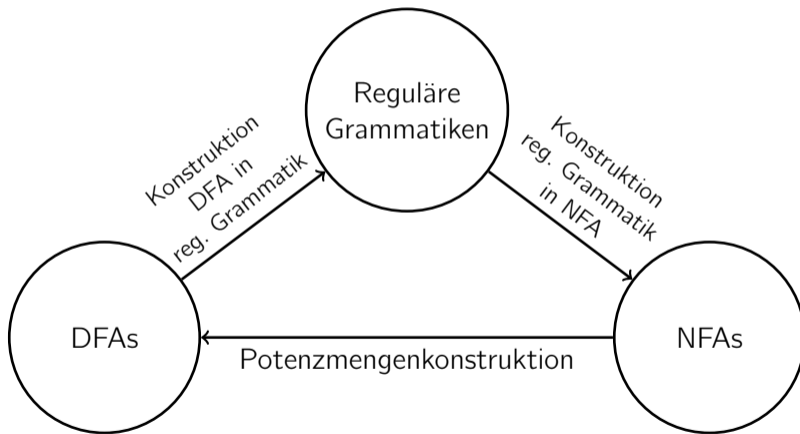 Reguläre
Grammatiken
Konstruktion
DFA in
reg. Grammatik
Konstruktion
reg. Grammatik
in NFA
DFAs
NFAs
Potenzmengenkonstruktion